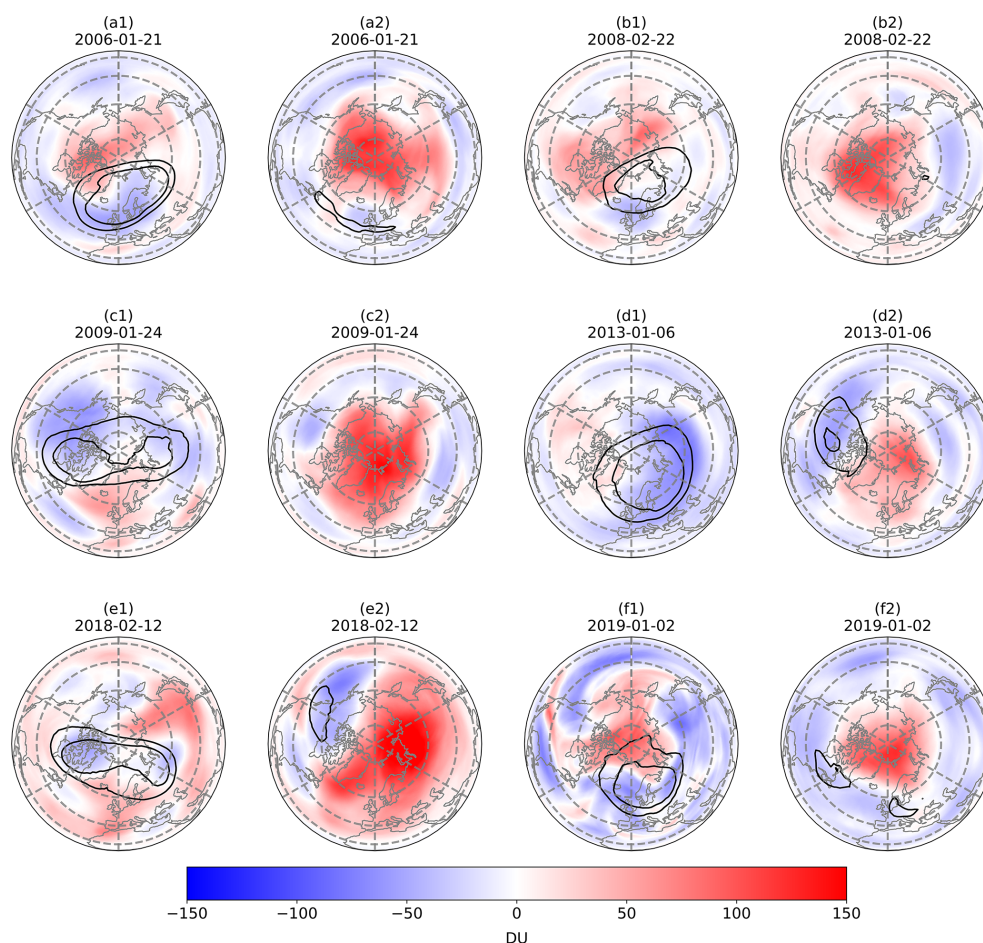 (a1)
2006-01-21
(a2)
2006-01-21
(b1)
2008-02-22
(b2)
2008-02-22
(c1)
2009-01-24
(c2)
2009-01-24
(d1)
2013-01-06
(d2)
2013-01-06
(e1)
2018-02-12
(e2)
2018-02-12
(f1)
2019-01-02
(f2)
2019-01-02
−150 −100 −50 0 50 100 150
DU